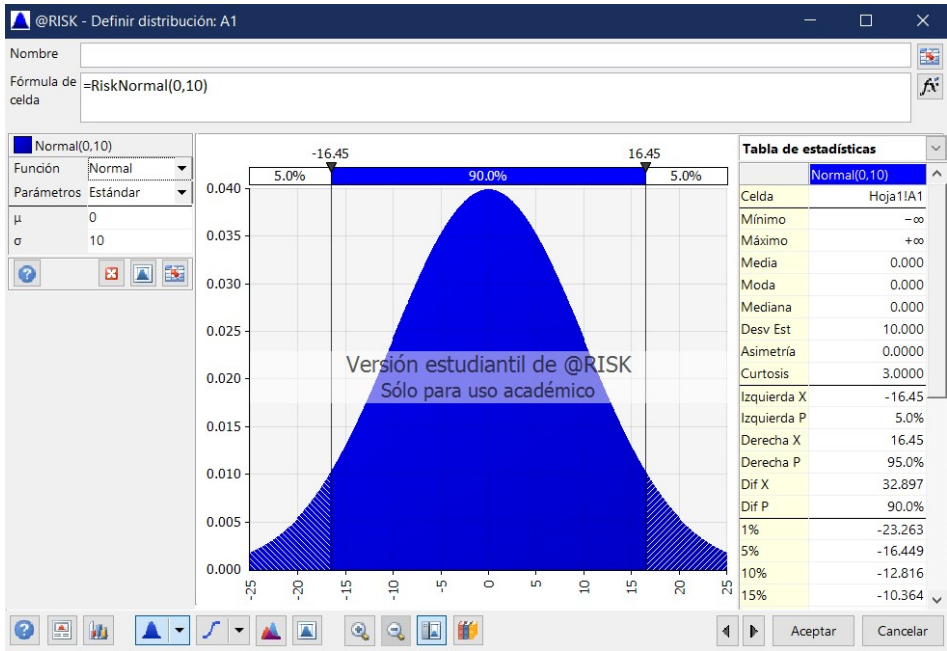 @RISK - Definir distribución: A1
Nombre
Fórmula de celda
=RiskNormal(0,10)
Normal(0,10)
Función Normal
Parámetros Estándar
μ 0
σ 10
-16.45 16.45
5.0% 90.0% 5.0%
0.040
0.035
0.030
0.025
0.020
0.015
0.010
0.005
0.000
-25 -20 -15 -10 -5 0 5 10 15 20 25
Versión estudiantil de @RISK
Sólo para uso académico
Tabla de estadísticas
Normal(0,10)
Celda Hoja1!A1
Mínimo −∞
Máximo +∞
Media 0.000
Moda 0.000
Mediana 0.000
Desv Est 10.000
Asimetría 0.0000
Curtosis 3.0000
Izquierda X -16.45
Izquierda P 5.0%
Derecha X 16.45
Derecha P 95.0%
Dif X 32.897
Dif P 90.0%
1% -23.263
5% -16.449
10% -12.816
15% -10.364
Aceptar Cancelar